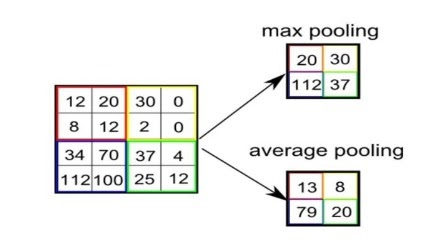 max pooling
20 30
112 37
12 20 30 0
8 12 2 0
34 70 37 4
112 100 25 12
average pooling
13 8
79 20